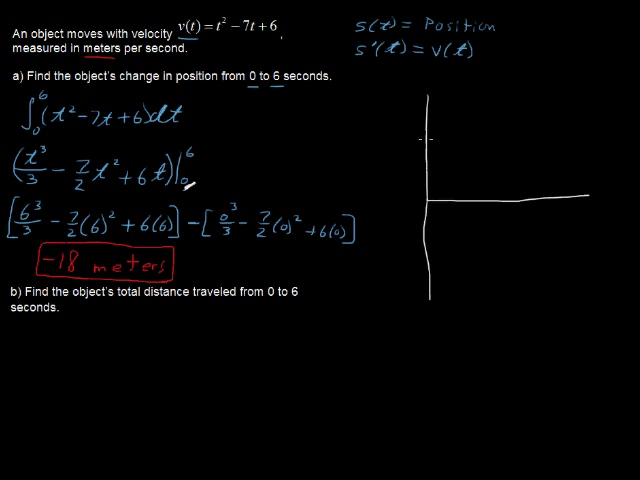 An object moves with velocity v(t) = t² − 7t + 6,
measured in meters per second.
s(t) = Position
s'(t) = v(t)
a) Find the object's change in position from 0 to 6 seconds.
∫₀⁶ (t² − 7t + 6) dt
(t³/3 − 7/2 t² + 6t)|₀⁶
[6³/3 − 7/2(6)² + 6(6)] − [0³/3 − 7/2(0)² + 6(0)]
-18 meters
b) Find the object's total distance traveled from 0 to 6
seconds.